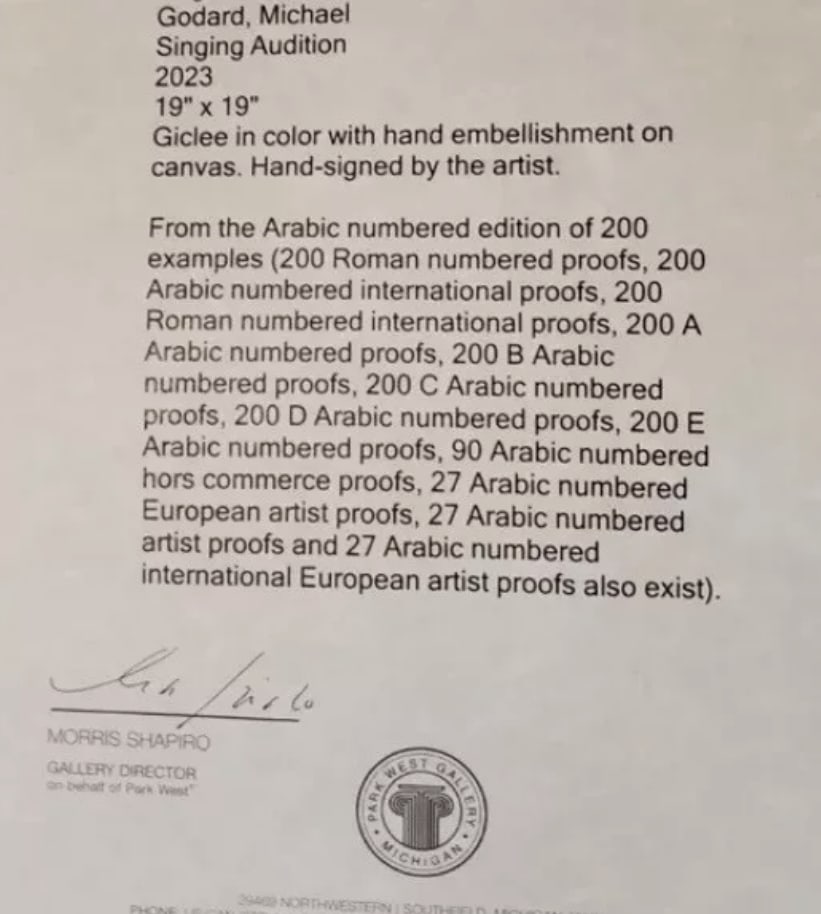 Godard, Michael
Singing Audition
2023
19" x 19"
Giclee in color with hand embellishment on
canvas. Hand-signed by the artist.
From the Arabic numbered edition of 200
examples (200 Roman numbered proofs, 200
Arabic numbered international proofs, 200
Roman numbered international proofs, 200 A
Arabic numbered proofs, 200 B Arabic
numbered proofs, 200 C Arabic numbered
proofs, 200 D Arabic numbered proofs, 200 E
Arabic numbered proofs, 90 Arabic numbered
hors commerce proofs, 27 Arabic numbered
European artist proofs, 27 Arabic numbered
artist proofs and 27 Arabic numbered
international European artist proofs also exist).
MORRIS SHAPIRO
GALLERY DIRECTOR
on behalf of Park West
PARK WEST GALLERY
• MICHIGAN •
29469 NORTHWESTERN | SOUTHFIELD, MICHIGAN
PHONE: